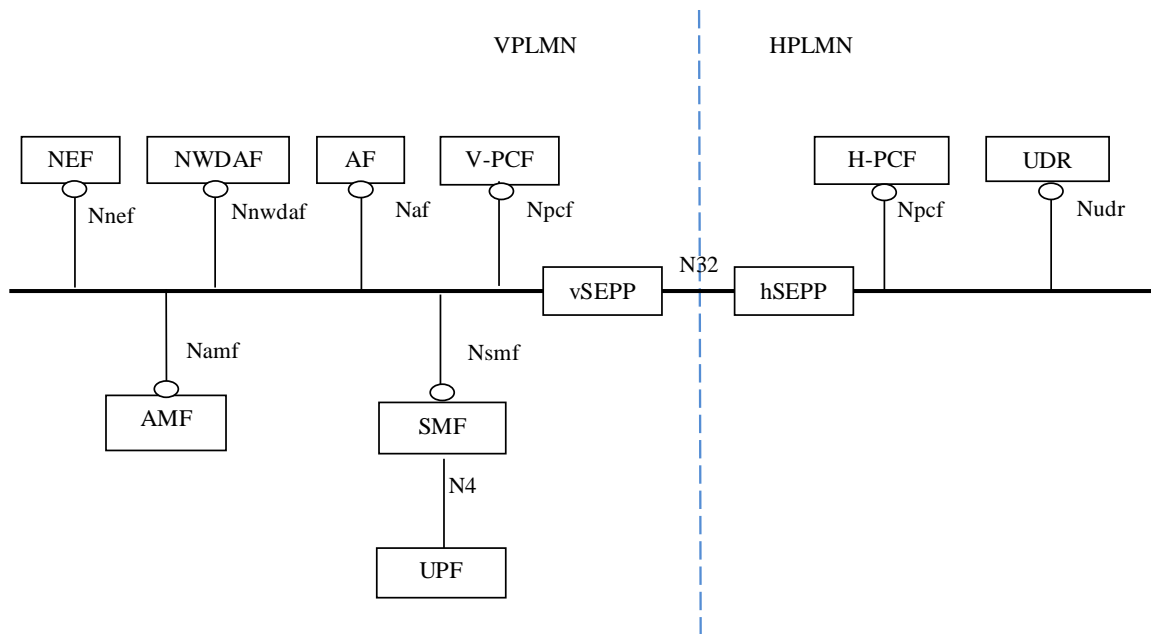 VPLMN
HPLMN
NEF
NWDAF
AF
V-PCF
H-PCF
UDR
Nnef
Nnwdaf
Naf
Npcf
Npcf
Nudr
N32
vSEPP
hSEPP
Namf
Nsmf
AMF
SMF
N4
UPF